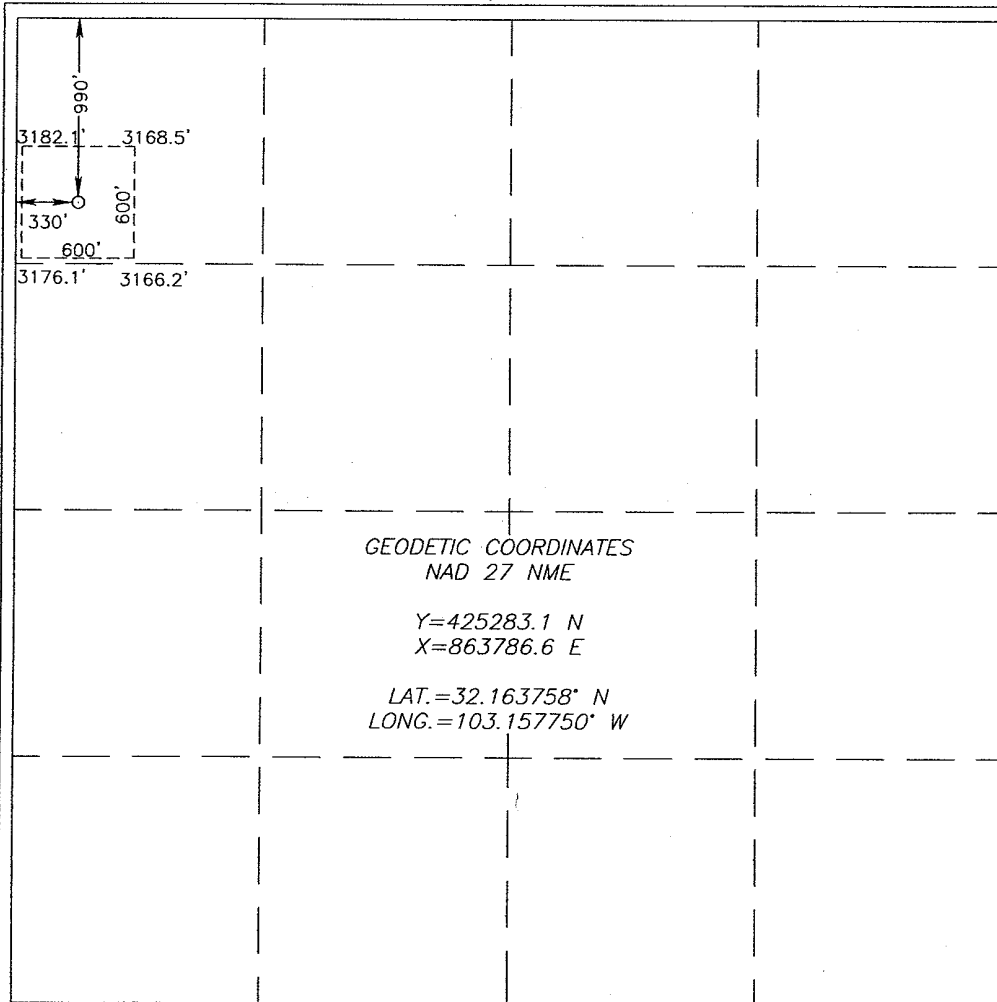 990'
3182.1' 3168.5'
330'
600'
600'
3176.1' 3166.2'
GEODETIC COORDINATES
NAD 27 NME
Y=425283.1 N
X=863786.6 E
LAT.=32.163758° N
LONG.=103.157750° W